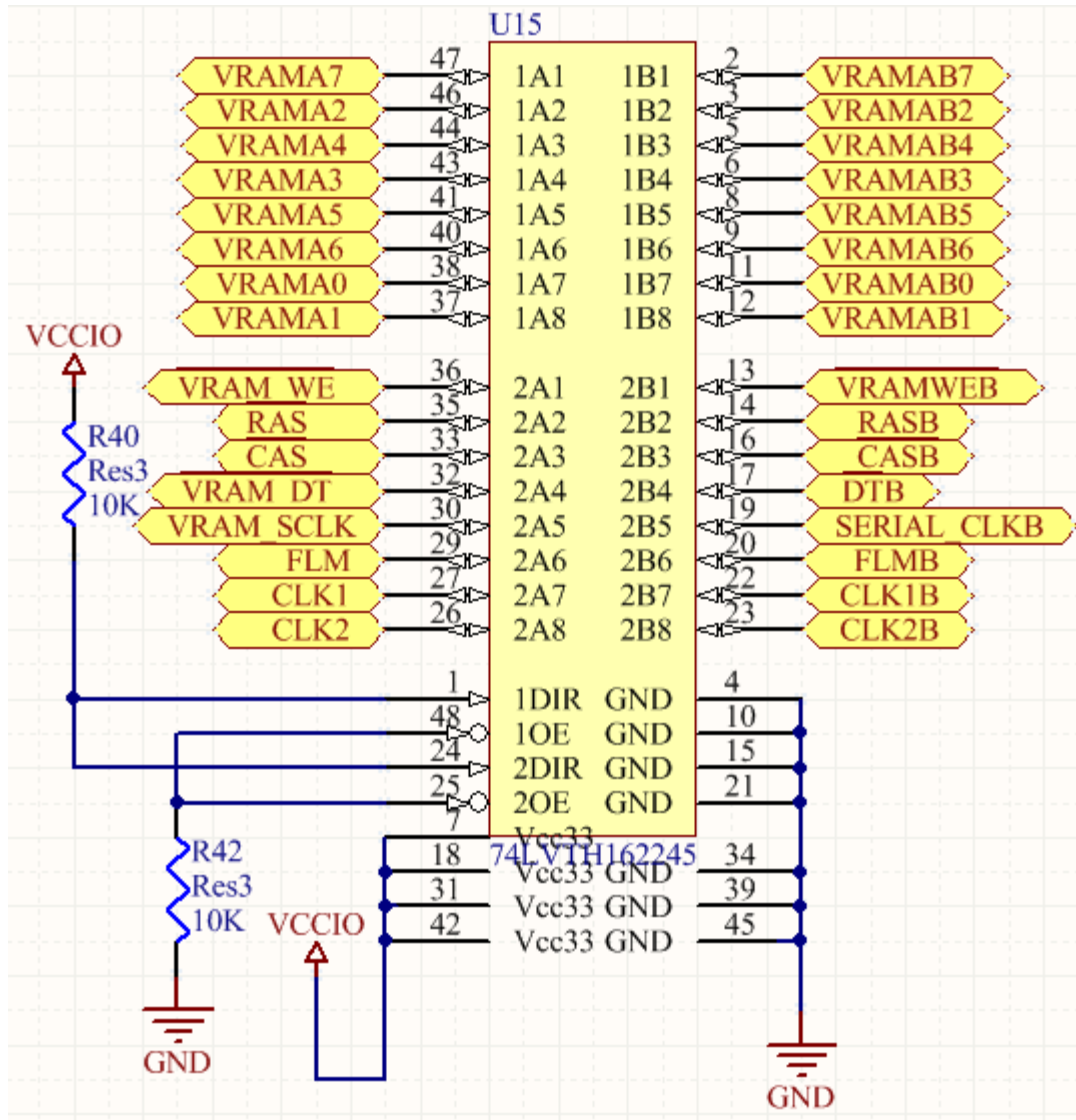 U15
VRAMA7 47 1A1 1B1 2 VRAMAB7
VRAMA2 46 1A2 1B2 3 VRAMAB2
VRAMA4 44 1A3 1B3 5 VRAMAB4
VRAMA3 43 1A4 1B4 6 VRAMAB3
VRAMA5 41 1A5 1B5 8 VRAMAB5
VRAMA6 40 1A6 1B6 9 VRAMAB6
VRAMA0 38 1A7 1B7 11 VRAMAB0
VRAMA1 37 1A8 1B8 12 VRAMAB1
VCCIO
VRAM_WE 36 2A1 2B1 13 VRAMWEB
RAS 35 2A2 2B2 14 RASB
CAS 33 2A3 2B3 16 CASB
VRAM_DT 32 2A4 2B4 17 DTB
VRAM_SCLK 30 2A5 2B5 19 SERIAL_CLKB
FLM 29 2A6 2B6 20 FLMB
CLK1 27 2A7 2B7 22 CLK1B
CLK2 26 2A8 2B8 23 CLK2B
R40
Res3
10K
1 1DIR GND 4
48 1OE GND 10
24 2DIR GND 15
25 2OE GND 21
7 Vcc33
74LVTH162245
18 Vcc33 GND 34
31 Vcc33 GND 39
42 Vcc33 GND 45
R42
Res3
10K
VCCIO
GND
GND